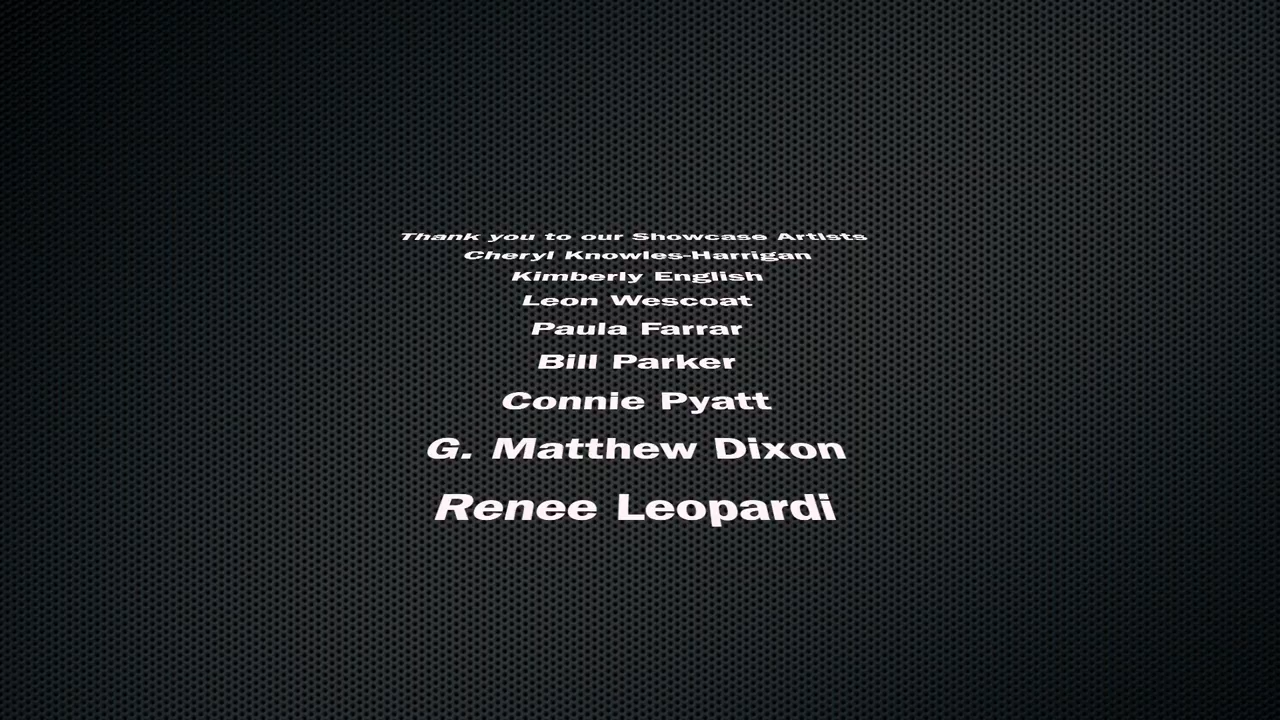 Thank you to our Showcase Artists
Cheryl Knowles-Harrigan
Kimberly English
Leon Wescoat
Paula Farrar
Bill Parker
Connie Pyatt
G. Matthew Dixon
Renee Leopardi